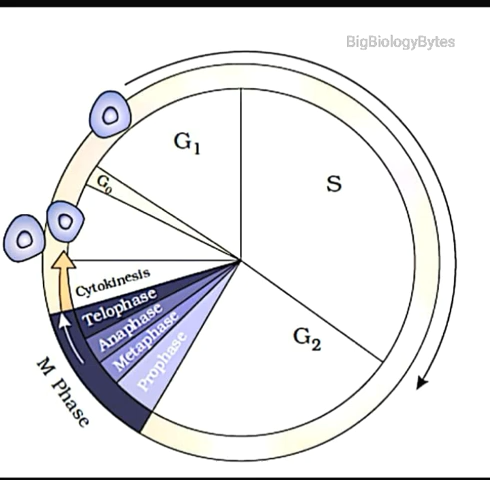 BigBiologyBytes
G1
S
G0
G2
Cytokinesis
Telophase
Anaphase
Metaphase
Prophase
M Phase